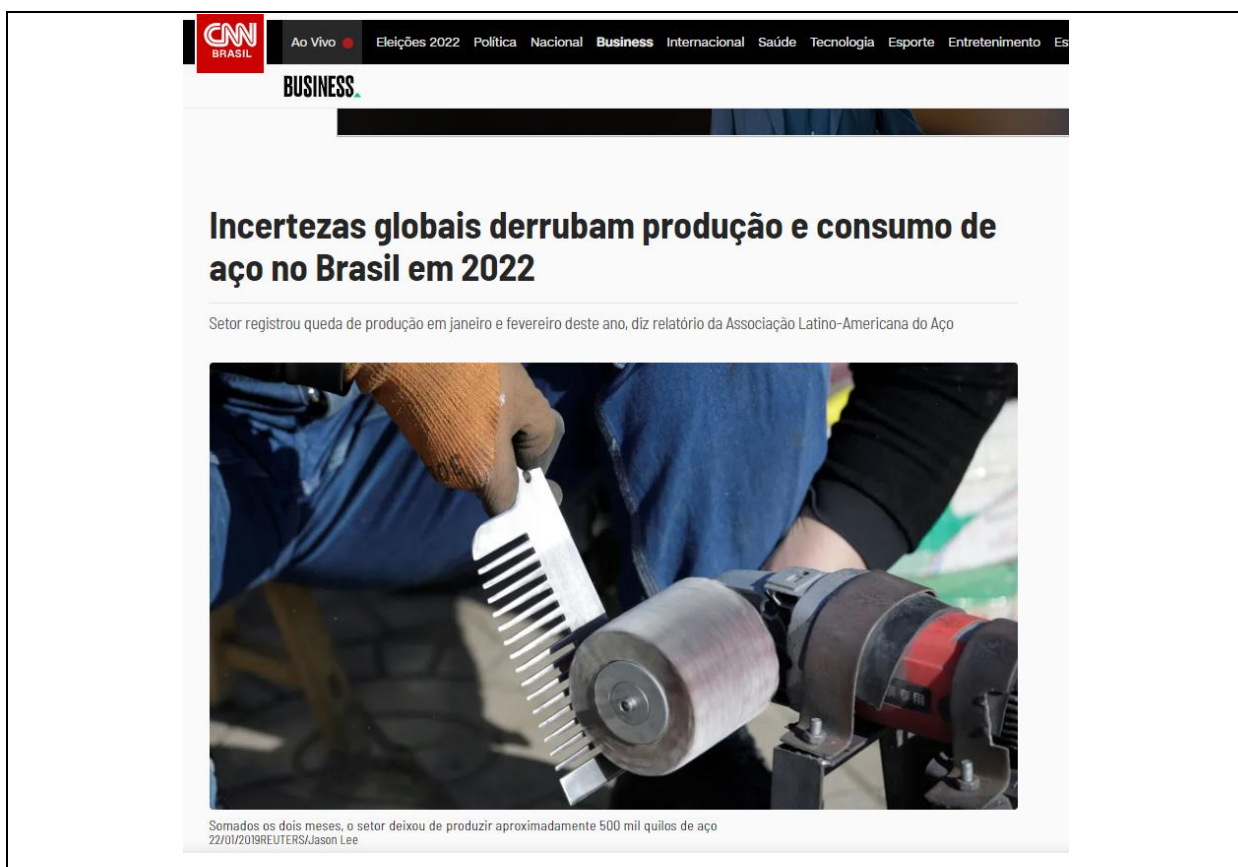 CNN
BRASIL
Ao Vivo Eleições 2022 Política Nacional Business Internacional Saúde Tecnologia Esporte Entretenimento Es
BUSINESS
Incertezas globais derrubam produção e consumo de
aço no Brasil em 2022
Setor registrou queda de produção em janeiro e fevereiro deste ano, diz relatório da Associação Latino-Americana do Aço
Somados os dois meses, o setor deixou de produzir aproximadamente 500 mil quilos de aço
22/01/2019REUTERS/Jason Lee